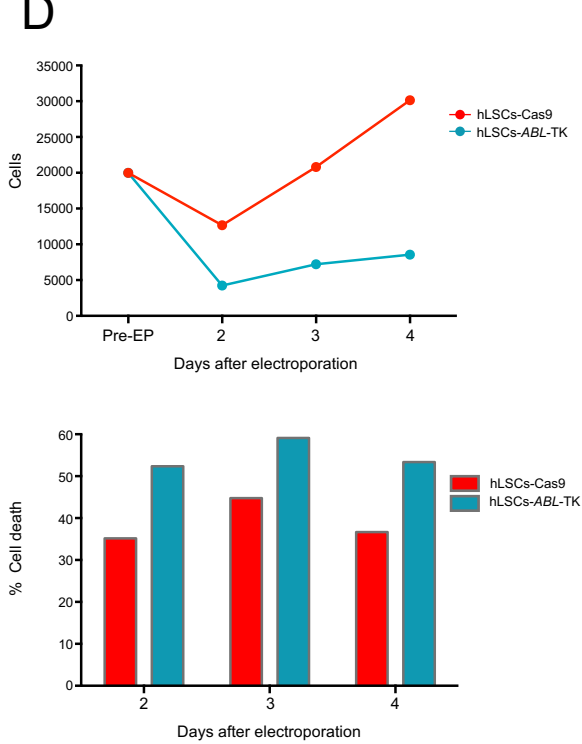 D
35000
30000
25000
20000
15000
10000
5000
0
Cells
hLSCs-Cas9
hLSCs-ABL-TK
Pre-EP 2 3 4
Days after electroporation
60
50
40
30
20
10
0
% Cell death
hLSCs-Cas9
hLSCs-ABL-TK
2 3 4
Days after electroporation